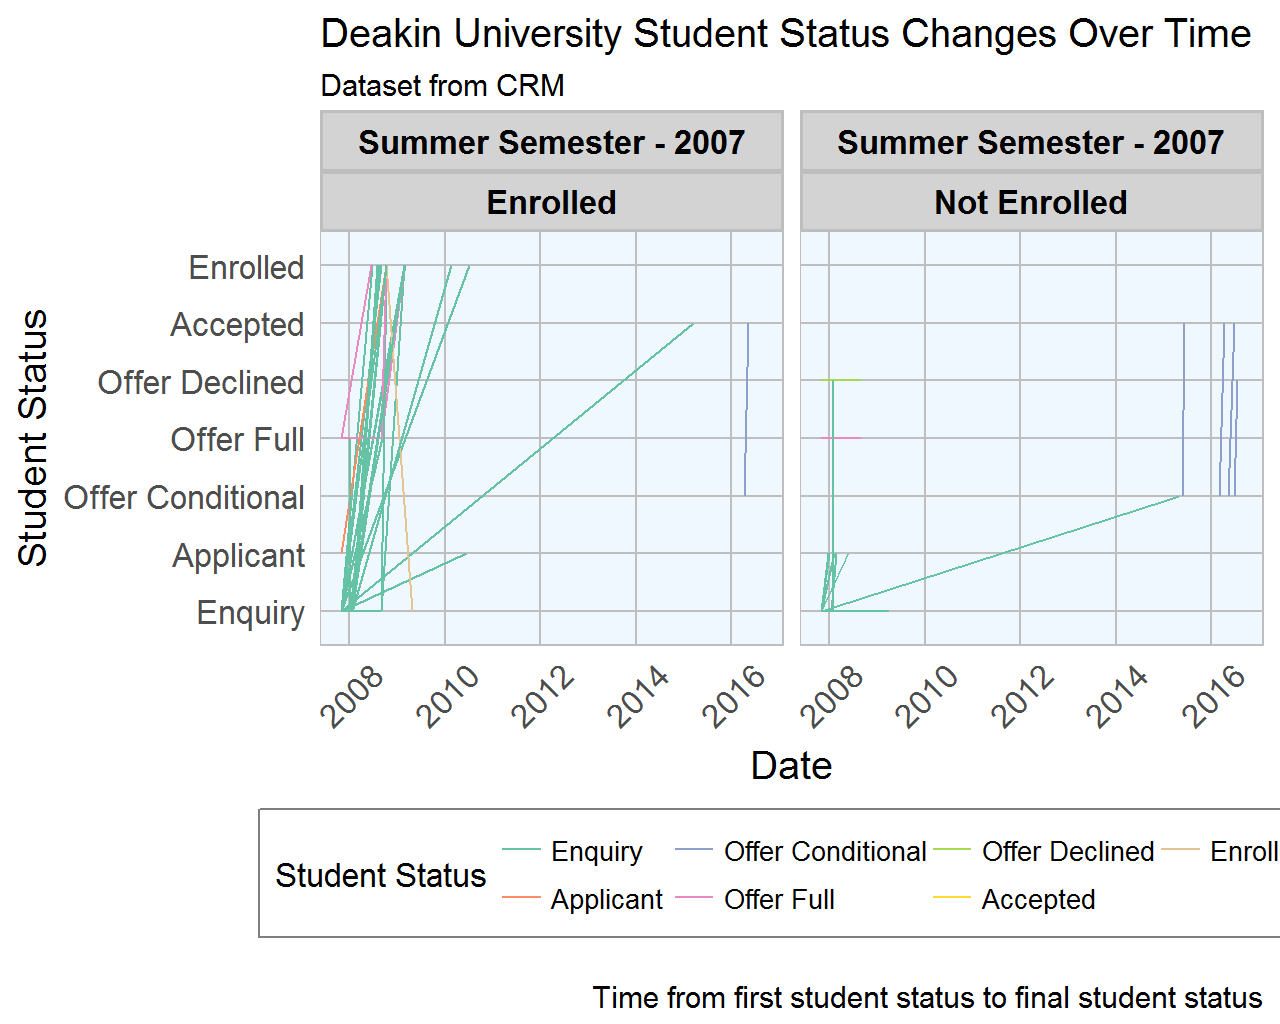 Deakin University Student Status Changes Over Time
Dataset from CRM
Summer Semester - 2007
Summer Semester - 2007
Enrolled
Not Enrolled
Student Status
Enrolled
Accepted
Offer Declined
Offer Full
Offer Conditional
Applicant
Enquiry
2008 2010 2012 2014 2016
2008 2010 2012 2014 2016
Date
Student Status
Enquiry Offer Conditional Offer Declined Enroll
Applicant Offer Full Accepted
Time from first student status to final student status